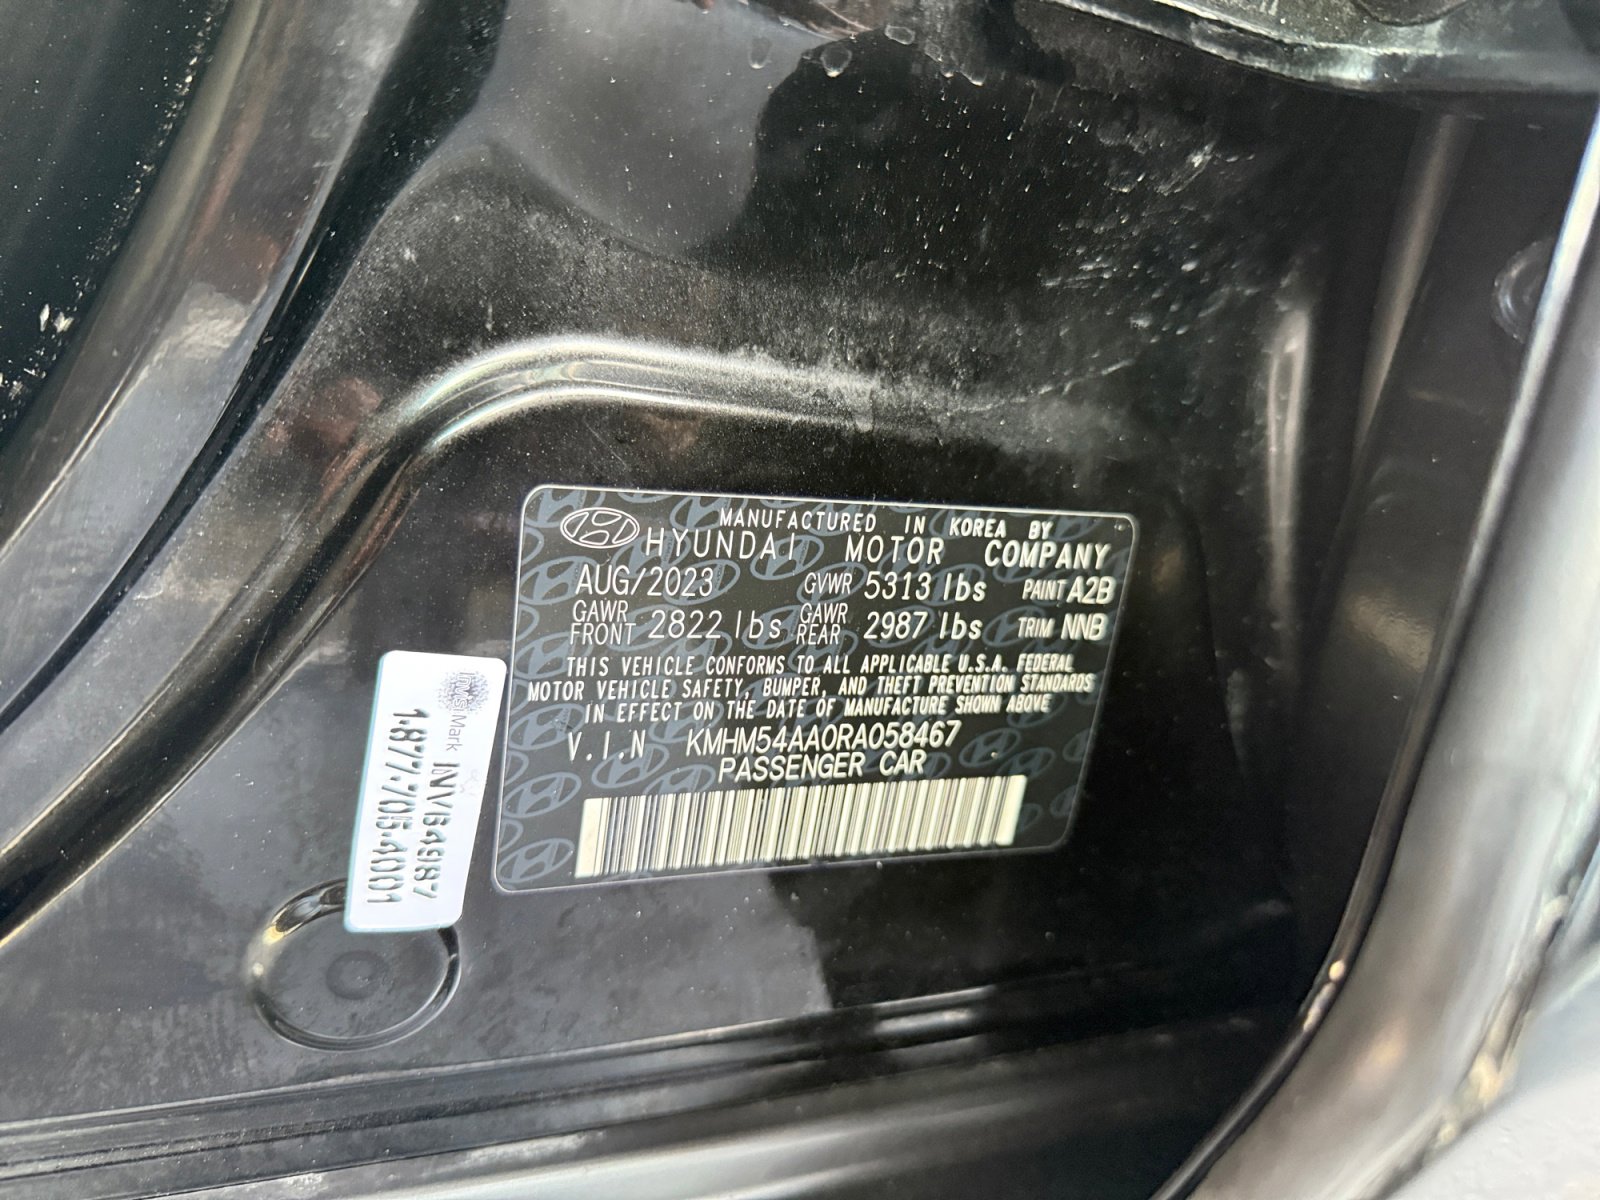 MANUFACTURED IN KOREA BY
HYUNDAI MOTOR COMPANY
AUG/2023 GVWR 5313 lbs PAINT A2B
GAWR FRONT 2822 lbs GAWR REAR 2987 lbs TRIM NNB
THIS VEHICLE CONFORMS TO ALL APPLICABLE U.S.A. FEDERAL
MOTOR VEHICLE SAFETY, BUMPER, AND THEFT PREVENTION STANDARDS
IN EFFECT ON THE DATE OF MANUFACTURE SHOWN ABOVE
V.I.N KMHM54AA0RA058467
PASSENGER CAR
InVisiMark INV64987
1.877.705.4001